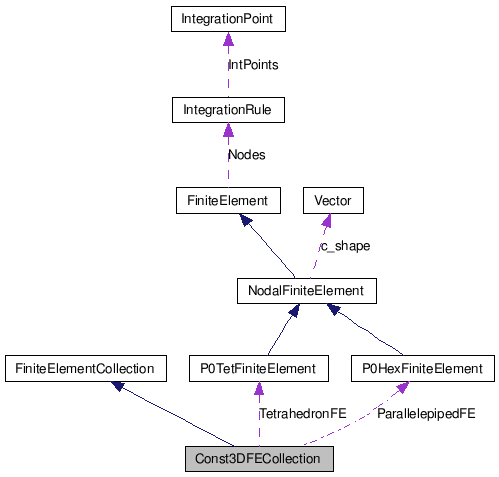 IntegrationPoint
IntPoints
IntegrationRule
Nodes
FiniteElement
Vector
c_shape
NodalFiniteElement
FiniteElementCollection
P0TetFiniteElement
P0HexFiniteElement
TetrahedronFE
ParallelepipedFE
Const3DFECollection